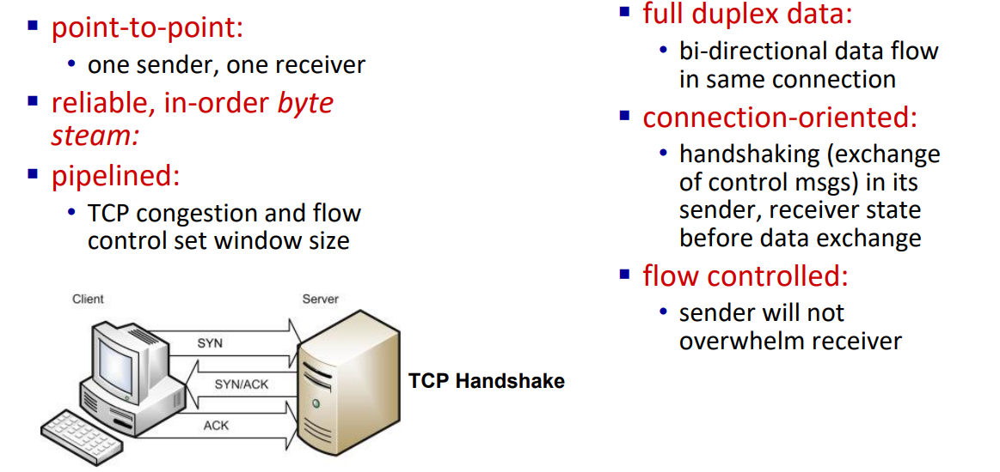 ▪ point-to-point:
• one sender, one receiver
▪ reliable, in-order byte
steam:
▪ pipelined:
• TCP congestion and flow
control set window size
Client
Server
SYN
SYN/ACK
ACK
TCP Handshake
▪ full duplex data:
• bi-directional data flow
in same connection
▪ connection-oriented:
• handshaking (exchange
of control msgs) in its
sender, receiver state
before data exchange
▪ flow controlled:
• sender will not
overwhelm receiver